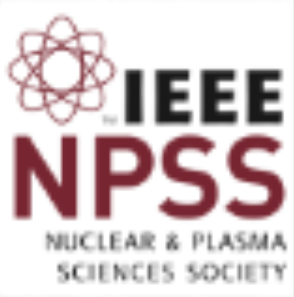 IEEE
NPSS
NUCLEAR & PLASMA
SCIENCES SOCIETY